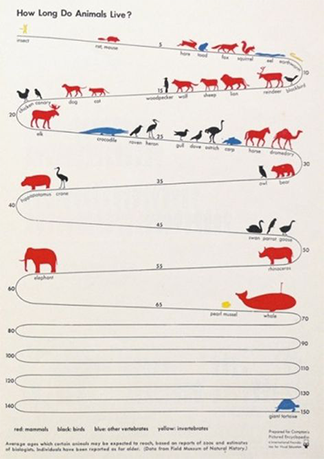 How Long Do Animals Live?
insect rat, mouse 5 hare toad fox squirrel eel earthworm
10
chicken canary dog cat woodpecker 15 wolf sheep lion reindeer blackbird
20
elk crocodile raven heron 25 gull dove ostrich carp horse dromedary
30
hippopotamus crane 35 owl bear
40
45 swan parrot goose
50
elephant 55 rhinoceros
60
65 pearl mussel whale
70
80
90
100
110
120
130
140
150
giant tortoise
red: mammals black: birds blue: other vertebrates yellow: invertebrates
Prepared for Compton's
Pictured Encyclopedia
Average ages which certain animals may be expected to reach, based on reports of zoos and estimates
of biologists. Individuals have been reported as far older. (Data from Field Museum of Natural History.)